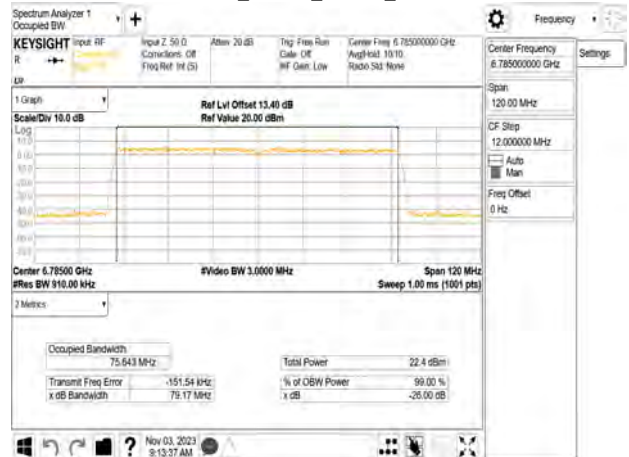 Spectrum Analyzer 1
Occupied BW
Frequency
KEYSIGHT Input: RF Input Z: 50 Ω Atten: 20 dB Trig: Free Run Center Freq: 6.785000000 GHz
R Corrections: Off Gate: Off Avg|Hold: 10/10
Freq Ref: Int (S) #IF Gain: Low Radio Std: None
Center Frequency
6.785000000 GHz
Settings
Span
120.00 MHz
CF Step
12.000000 MHz
Auto
Man
Freq Offset
0 Hz
1 Graph
Scale/Div 10.0 dB
Ref Lvl Offset 13.40 dB
Ref Value 20.00 dBm
Log
Center 6.78500 GHz
#Video BW 3.0000 MHz
Span 120 MHz
#Res BW 910.00 kHz
Sweep 1.00 ms (1001 pts)
2 Metrics
Occupied Bandwidth
75.643 MHz
Total Power 22.4 dBm
Transmit Freq Error -151.54 kHz
% of OBW Power 99.00 %
x dB Bandwidth 79.17 MHz
x dB -26.00 dB
?
Nov 03, 2023
9:13:37 AM